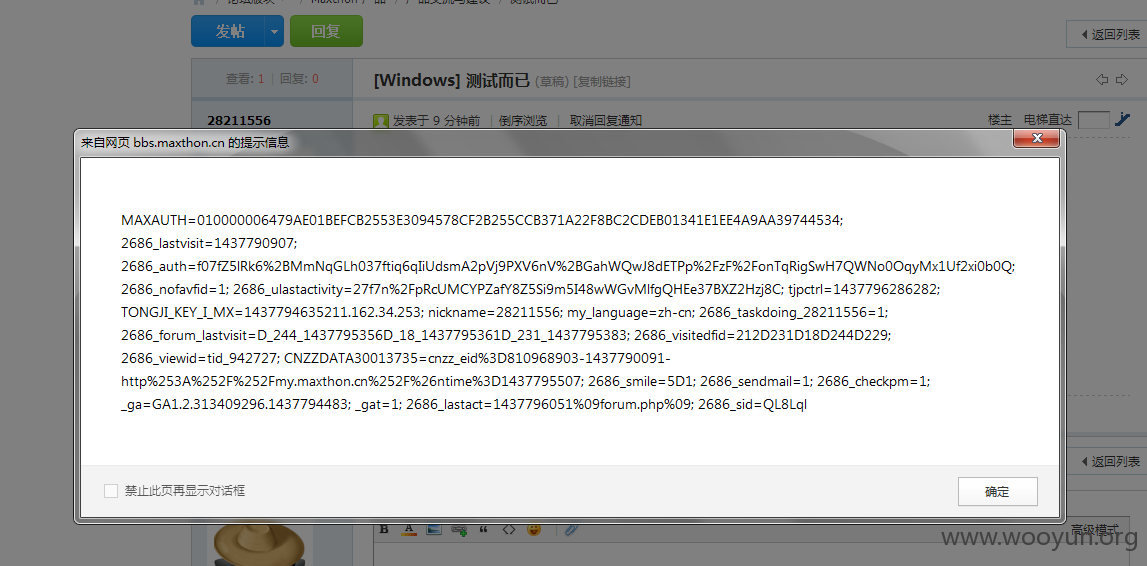 发帖
回复
返回列表
查看: 1 | 回复: 0
[Windows] 测试而已 (草稿) [复制链接]
28211556
发表于 9 分钟前 | 倒序浏览 | 取消回复通知
楼主 电梯直达
来自网页 bbs.maxthon.cn 的提示信息
MAXAUTH=010000006479AE01BEFCB2553E3094578CF2B255CCB371A22F8BC2CDEB01341E1EE4A9AA39744534;
2686_lastvisit=1437790907;
2686_auth=f07fZ5lRk6%2BMmNqGLh037ftiq6qIiUdsmA2pVj9PXV6nV%2BGahWQwJ8dETPp%2FzF%2FonTqRigSwH7QWNo0OqyMx1Uf2xi0b0Q;
2686_nofavfid=1; 2686_ulastactivity=27f7n%2FpRcUMCYPZafY8Z5Si9m5I48wWGvMlfgQHEe37BXZ2Hzj8C; tjpctrl=1437796286282;
TONGJI_KEY_I_MX=1437794635211.162.34.253; nickname=28211556; my_language=zh-cn; 2686_taskdoing_28211556=1;
2686_forum_lastvisit=D_244_1437795356D_18_1437795361D_231_1437795383; 2686_visitedfid=212D231D18D244D229;
2686_viewid=tid_942727; CNZZDATA30013735=cnzz_eid%3D810968903-1437790091-
http%253A%252F%252Fmy.maxthon.cn%252F%26ntime%3D1437795507; 2686_smile=5D1; 2686_sendmail=1; 2686_checkpm=1;
_ga=GA1.2.313409296.1437794483; _gat=1; 2686_lastact=1437796051%09forum.php%09; 2686_sid=QL8Lql
返回列表
禁止此页再显示对话框
确定
B A
高级模式
www.wooyun.org